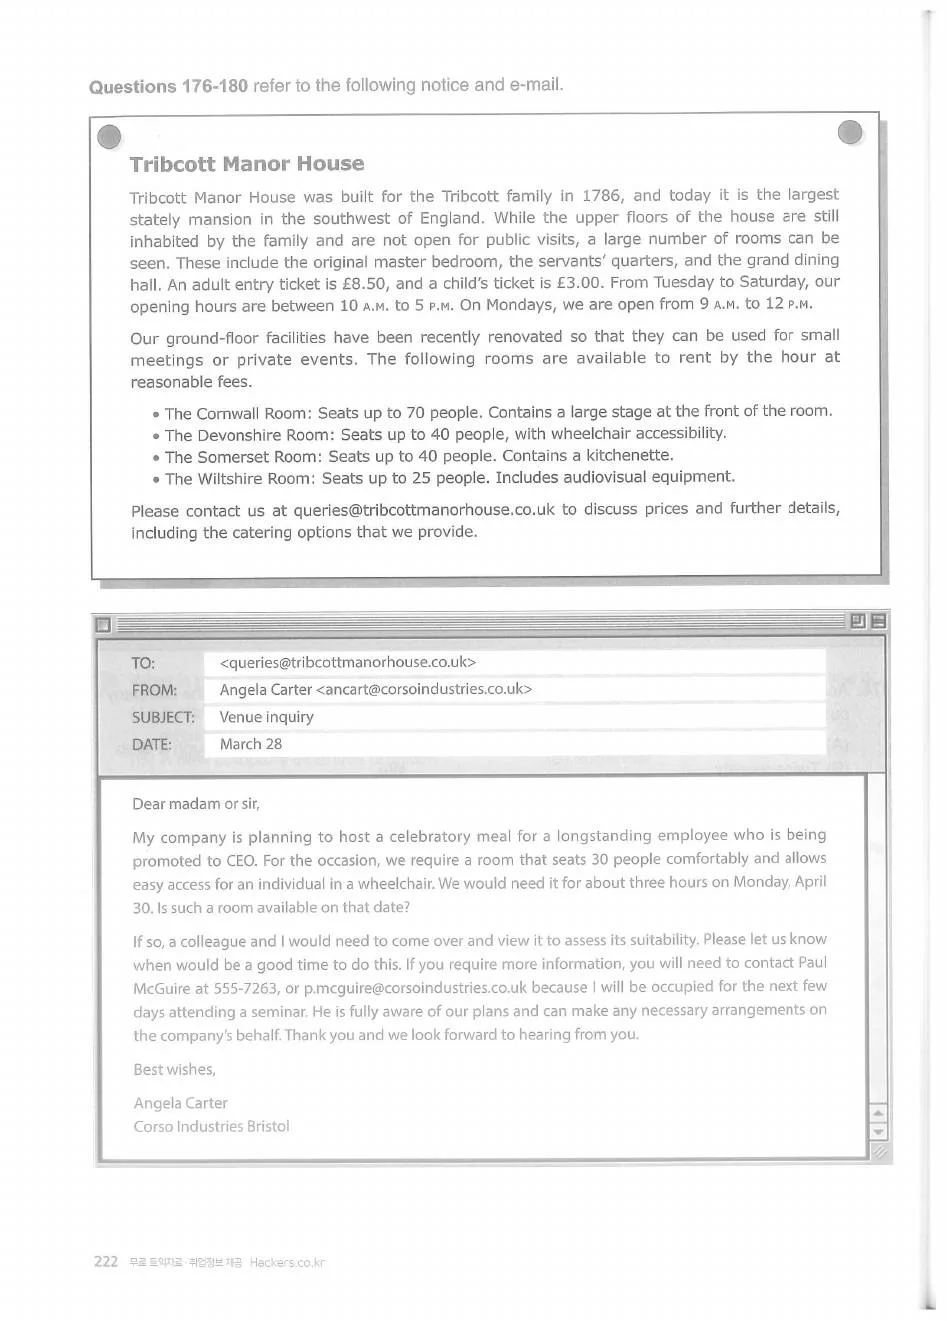 Questions 176-180 refer to the following notice and e-mail.
Tribcott Manor House
Tribcott Manor House was built for the Tribcott family in 1786, and today it is the largest
stately mansion in the southwest of England. While the upper floors of the house are still
inhabited by the family and are not open for public visits, a large number of rooms can be
seen. These include the original master bedroom, the servants' quarters, and the grand dining
hall. An adult entry ticket is £8.50, and a child's ticket is £3.00. From Tuesday to Saturday, our
opening hours are between 10 A.M. to 5 P.M. On Mondays, we are open from 9 A.M. to 12 P.M.
Our ground-floor facilities have been recently renovated so that they can be used for small
meetings or private events. The following rooms are available to rent by the hour at
reasonable fees.
• The Cornwall Room: Seats up to 70 people. Contains a large stage at the front of the room.
• The Devonshire Room: Seats up to 40 people, with wheelchair accessibility.
• The Somerset Room: Seats up to 40 people. Contains a kitchenette.
• The Wiltshire Room: Seats up to 25 people. Includes audiovisual equipment.
Please contact us at queries@tribcottmanorhouse.co.uk to discuss prices and further details,
including the catering options that we provide.
TO: <queries@tribcottmanorhouse.co.uk>
FROM: Angela Carter <ancart@corsoindustries.co.uk>
SUBJECT: Venue inquiry
DATE: March 28
Dear madam or sir,
My company is planning to host a celebratory meal for a longstanding employee who is being
promoted to CEO. For the occasion, we require a room that seats 30 people comfortably and allows
easy access for an individual in a wheelchair. We would need it for about three hours on Monday, April
30. Is such a room available on that date?
If so, a colleague and I would need to come over and view it to assess its suitability. Please let us know
when would be a good time to do this. If you require more information, you will need to contact Paul
McGuire at 555-7263, or p.mcguire@corsoindustries.co.uk because I will be occupied for the next few
days attending a seminar. He is fully aware of our plans and can make any necessary arrangements on
the company's behalf. Thank you and we look forward to hearing from you.
Best wishes,
Angela Carter
Corso Industries Bristol
222 무료 토익자료·취업정보 제공 Hackers.co.kr